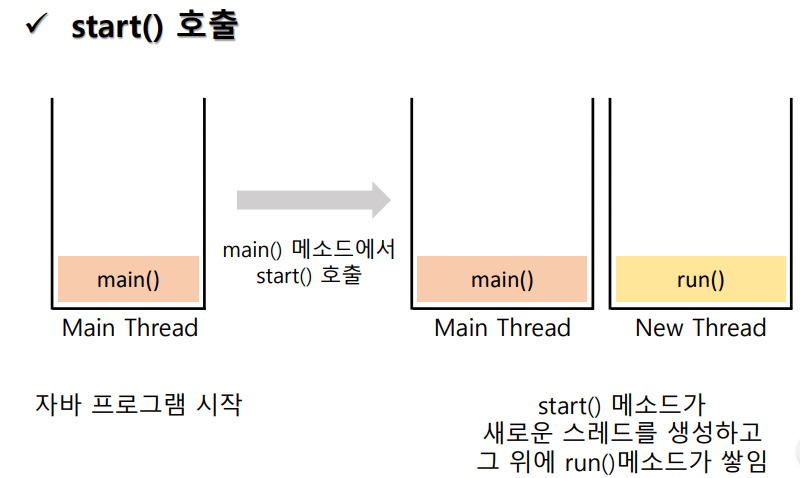 ✓ start() 호출
main() 메소드에서
start() 호출
main()
main()
run()
Main Thread
Main Thread
New Thread
자바 프로그램 시작
start() 메소드가
새로운 스레드를 생성하고
그 위에 run()메소드가 쌓임